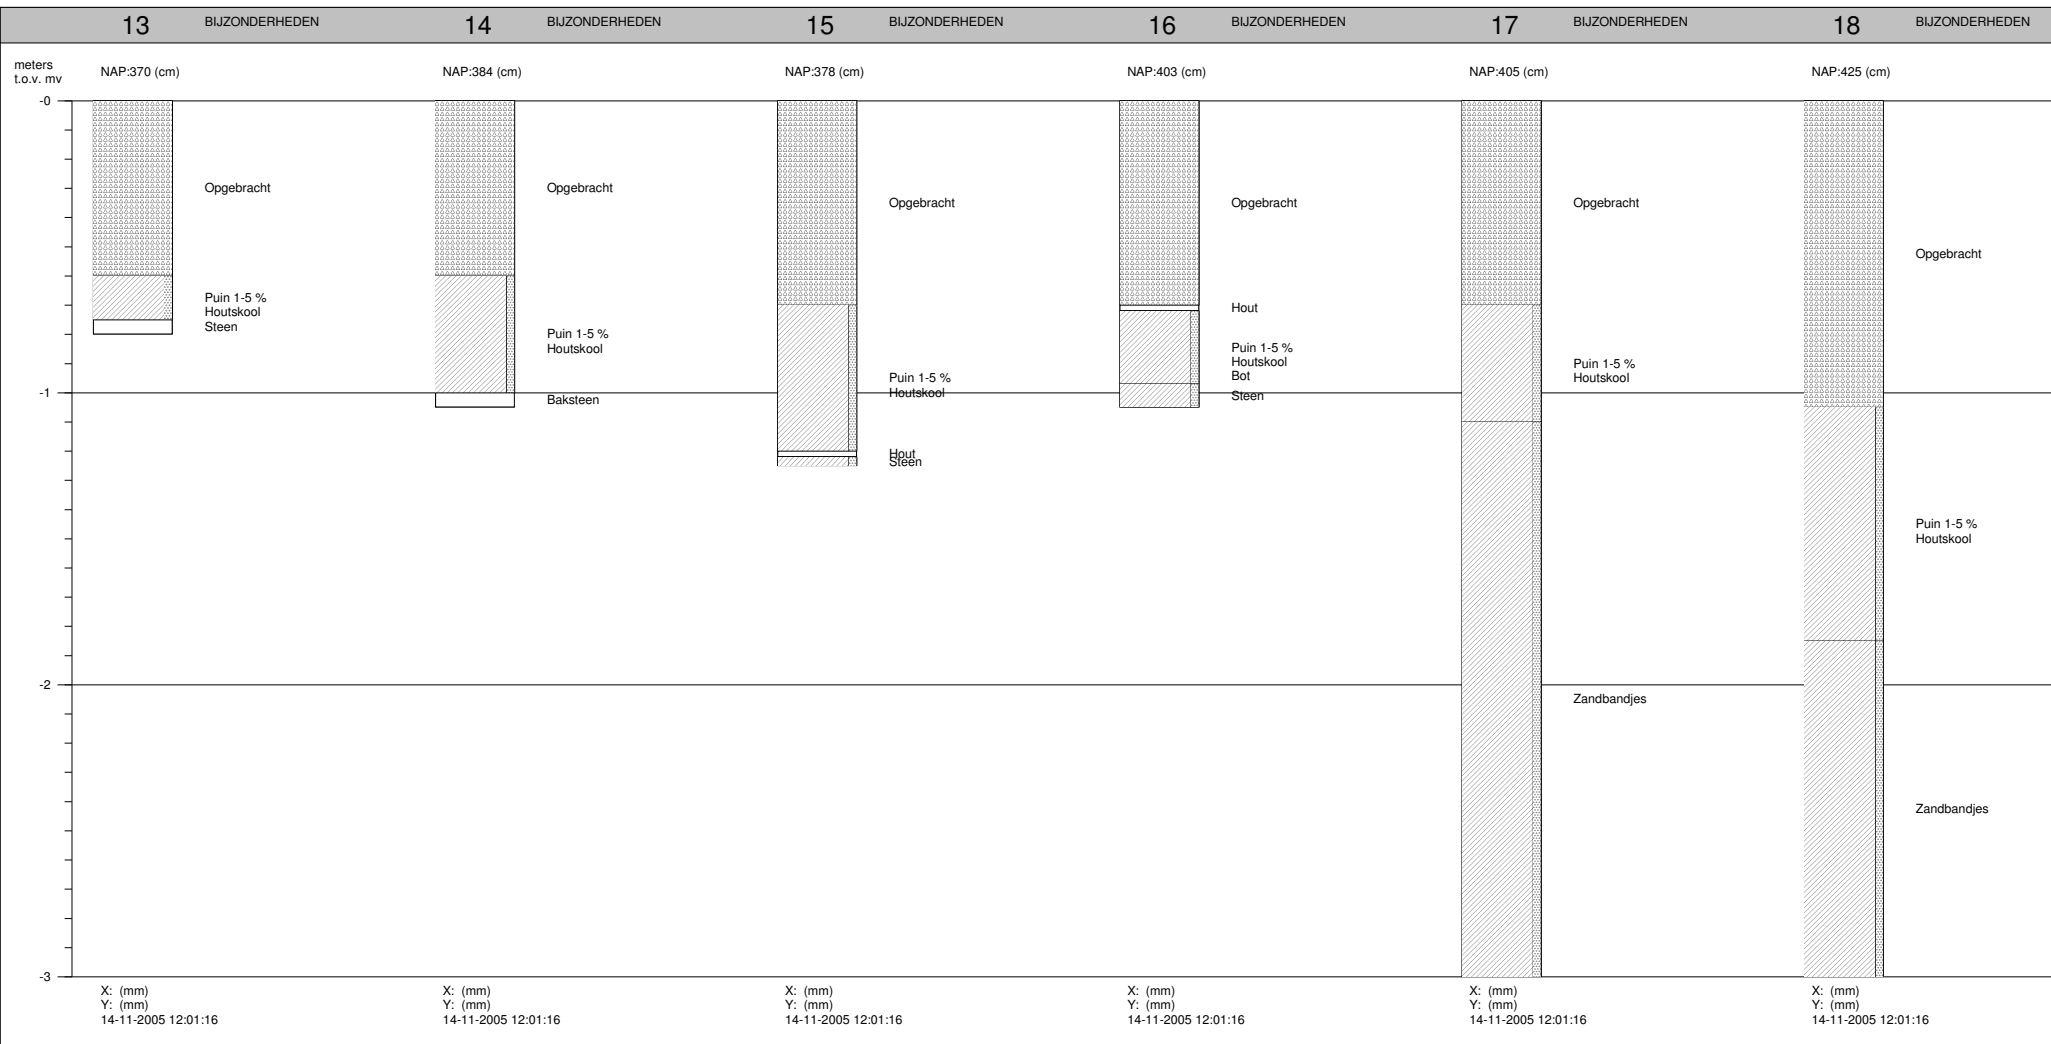 13 BIJZONDERHEDEN 14 BIJZONDERHEDEN 15 BIJZONDERHEDEN 16 BIJZONDERHEDEN 17 BIJZONDERHEDEN 18 BIJZONDERHEDEN
meters
t.o.v. mv
NAP:370 (cm) NAP:384 (cm) NAP:378 (cm) NAP:403 (cm) NAP:405 (cm) NAP:425 (cm)
-0
-1
-2
-3
Opgebracht
Puin 1-5 %
Houtskool
Steen
Opgebracht
Puin 1-5 %
Houtskool
Baksteen
Opgebracht
Puin 1-5 %
Houtskool
Hout
Steen
Opgebracht
Hout
Puin 1-5 %
Houtskool
Bot
Steen
Opgebracht
Puin 1-5 %
Houtskool
Zandbandjes
Opgebracht
Puin 1-5 %
Houtskool
Zandbandjes
X: (mm) X: (mm) X: (mm) X: (mm) X: (mm) X: (mm)
Y: (mm) Y: (mm) Y: (mm) Y: (mm) Y: (mm) Y: (mm)
14-11-2005 12:01:16 14-11-2005 12:01:16 14-11-2005 12:01:16 14-11-2005 12:01:16 14-11-2005 12:01:16 14-11-2005 12:01:16